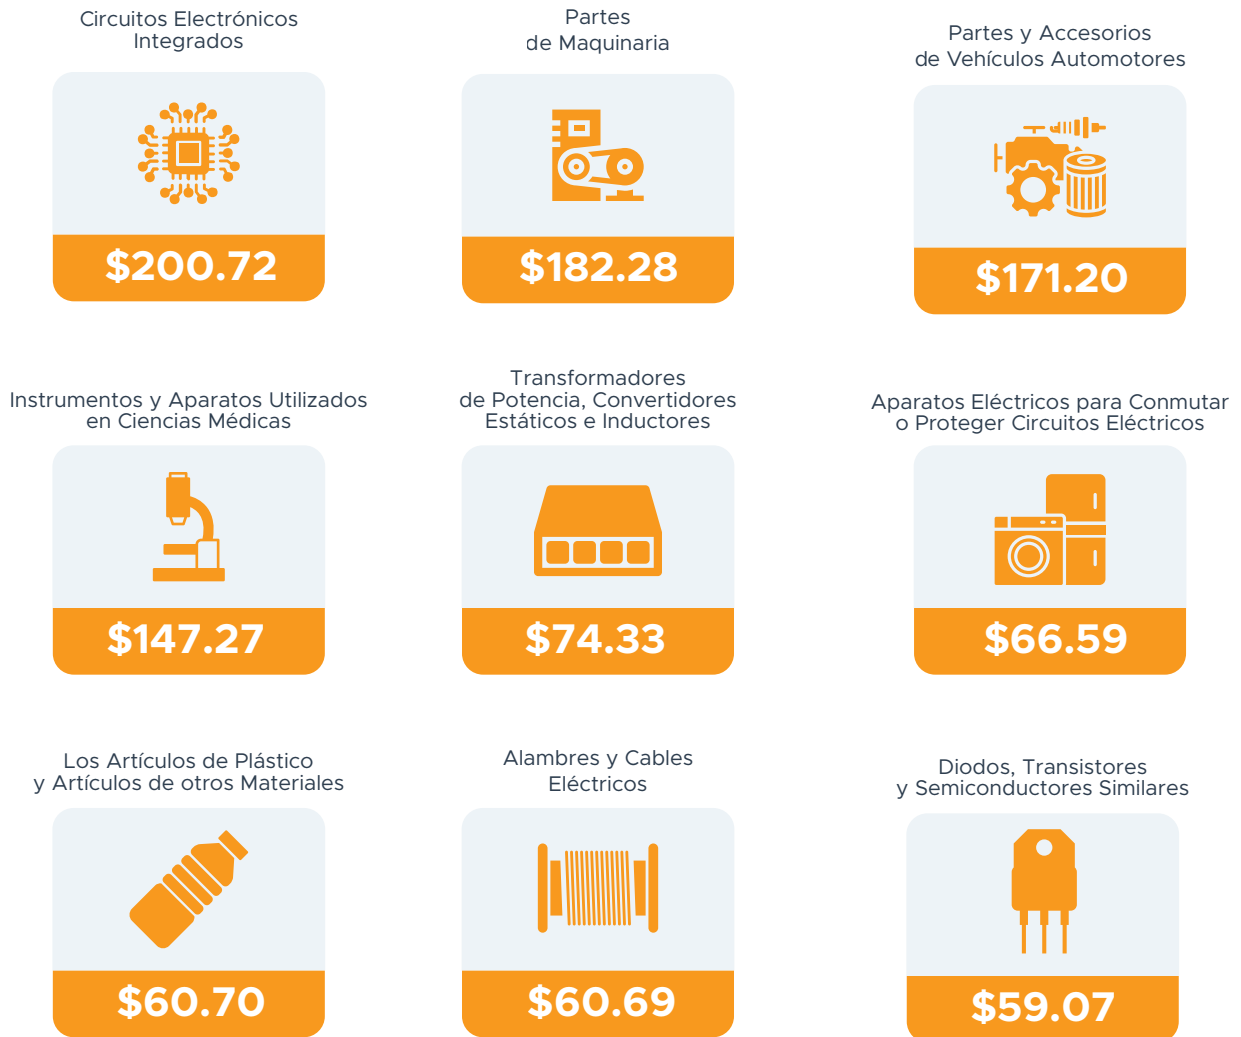 Circuitos Electrónicos
Integrados
$200.72
Partes
de Maquinaria
$182.28
Partes y Accesorios
de Vehículos Automotores
$171.20
Instrumentos y Aparatos Utilizados
en Ciencias Médicas
$147.27
Transformadores
de Potencia, Convertidores
Estáticos e Inductores
$74.33
Aparatos Eléctricos para Conmutar
o Proteger Circuitos Eléctricos
$66.59
Los Artículos de Plástico
y Artículos de otros Materiales
$60.70
Alambres y Cables
Eléctricos
$60.69
Diodos, Transistores
y Semiconductores Similares
$59.07